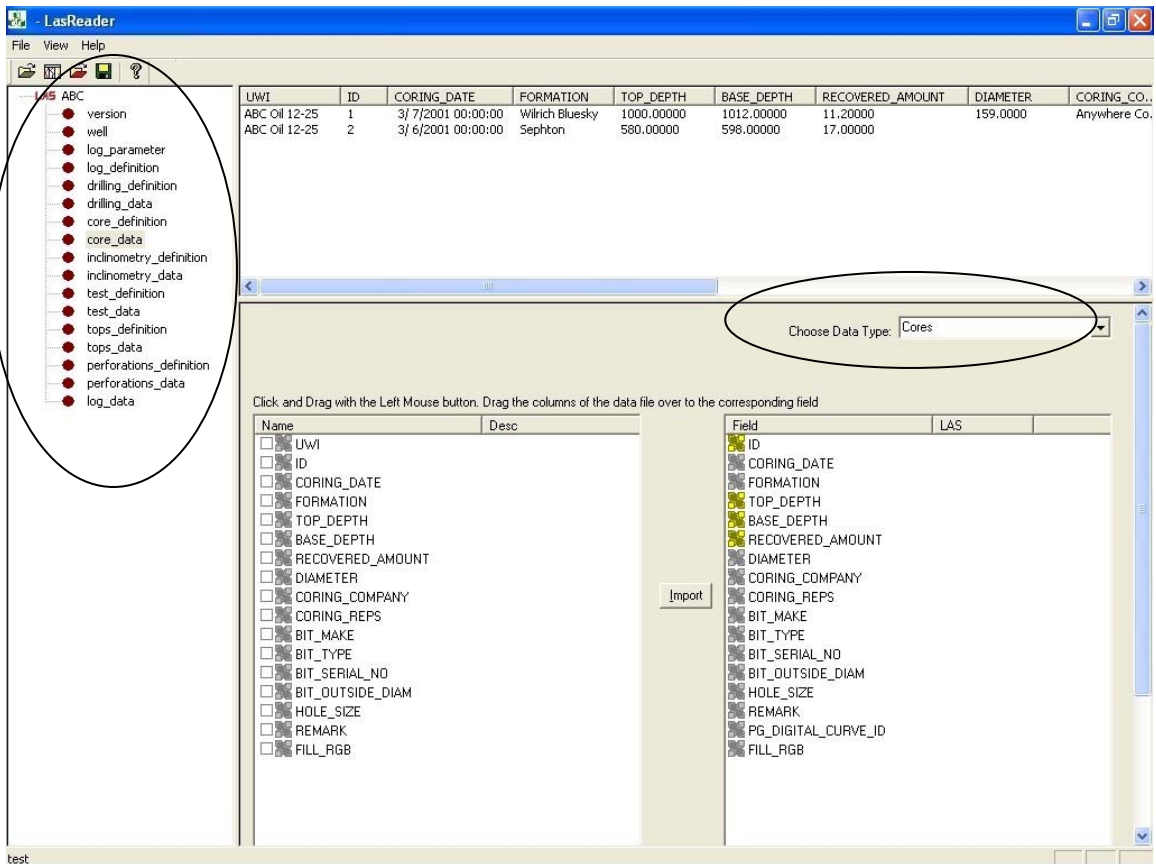 - LasReader
File View Help
LAS ABC
version
well
log_parameter
log_definition
drilling_definition
drilling_data
core_definition
core_data
inclinometry_definition
inclinometry_data
test_definition
test_data
tops_definition
tops_data
perforations_definition
perforations_data
log_data
UWI ID CORING_DATE FORMATION TOP_DEPTH BASE_DEPTH RECOVERED_AMOUNT DIAMETER CORING_CO...
ABC Oil 12-25 1 3/ 7/2001 00:00:00 Wilrich Bluesky 1000.00000 1012.00000 11.20000 159.0000 Anywhere Co.
ABC Oil 12-25 2 3/ 6/2001 00:00:00 Sephton 580.00000 598.00000 17.00000
Choose Data Type: Cores
Click and Drag with the Left Mouse button. Drag the columns of the data file over to the corresponding field
Name Desc
UWI
ID
CORING_DATE
FORMATION
TOP_DEPTH
BASE_DEPTH
RECOVERED_AMOUNT
DIAMETER
CORING_COMPANY
CORING_REPS
BIT_MAKE
BIT_TYPE
BIT_SERIAL_NO
BIT_OUTSIDE_DIAM
HOLE_SIZE
REMARK
FILL_RGB
Import
Field LAS
ID
CORING_DATE
FORMATION
TOP_DEPTH
BASE_DEPTH
RECOVERED_AMOUNT
DIAMETER
CORING_COMPANY
CORING_REPS
BIT_MAKE
BIT_TYPE
BIT_SERIAL_NO
BIT_OUTSIDE_DIAM
HOLE_SIZE
REMARK
PG_DIGITAL_CURVE_ID
FILL_RGB
test